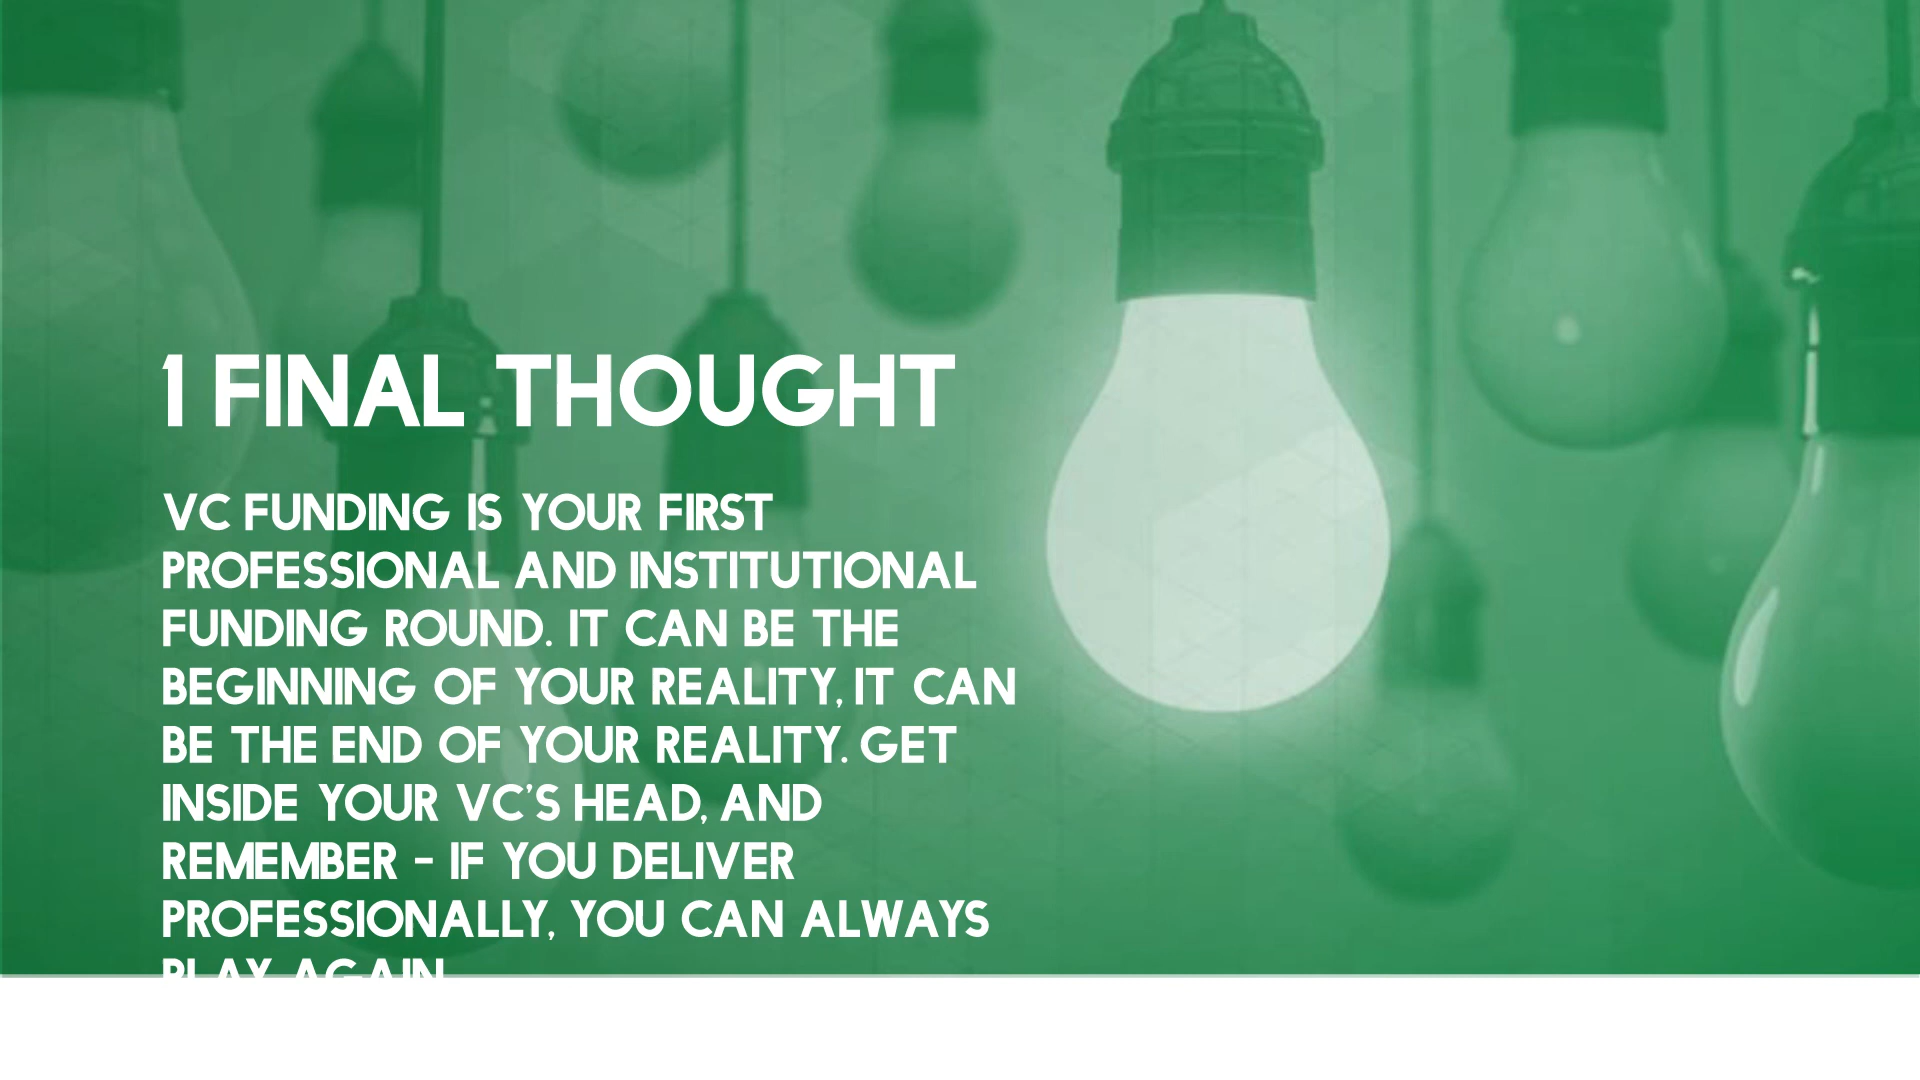 1 FINAL THOUGHT
VC FUNDING IS YOUR FIRST
PROFESSIONAL AND INSTITUTIONAL
FUNDING ROUND. IT CAN BE THE
BEGINNING OF YOUR REALITY, IT CAN
BE THE END OF YOUR REALITY. GET
INSIDE YOUR VC'S HEAD, AND
REMEMBER - IF YOU DELIVER
PROFESSIONALLY, YOU CAN ALWAYS
PLAY AGAIN